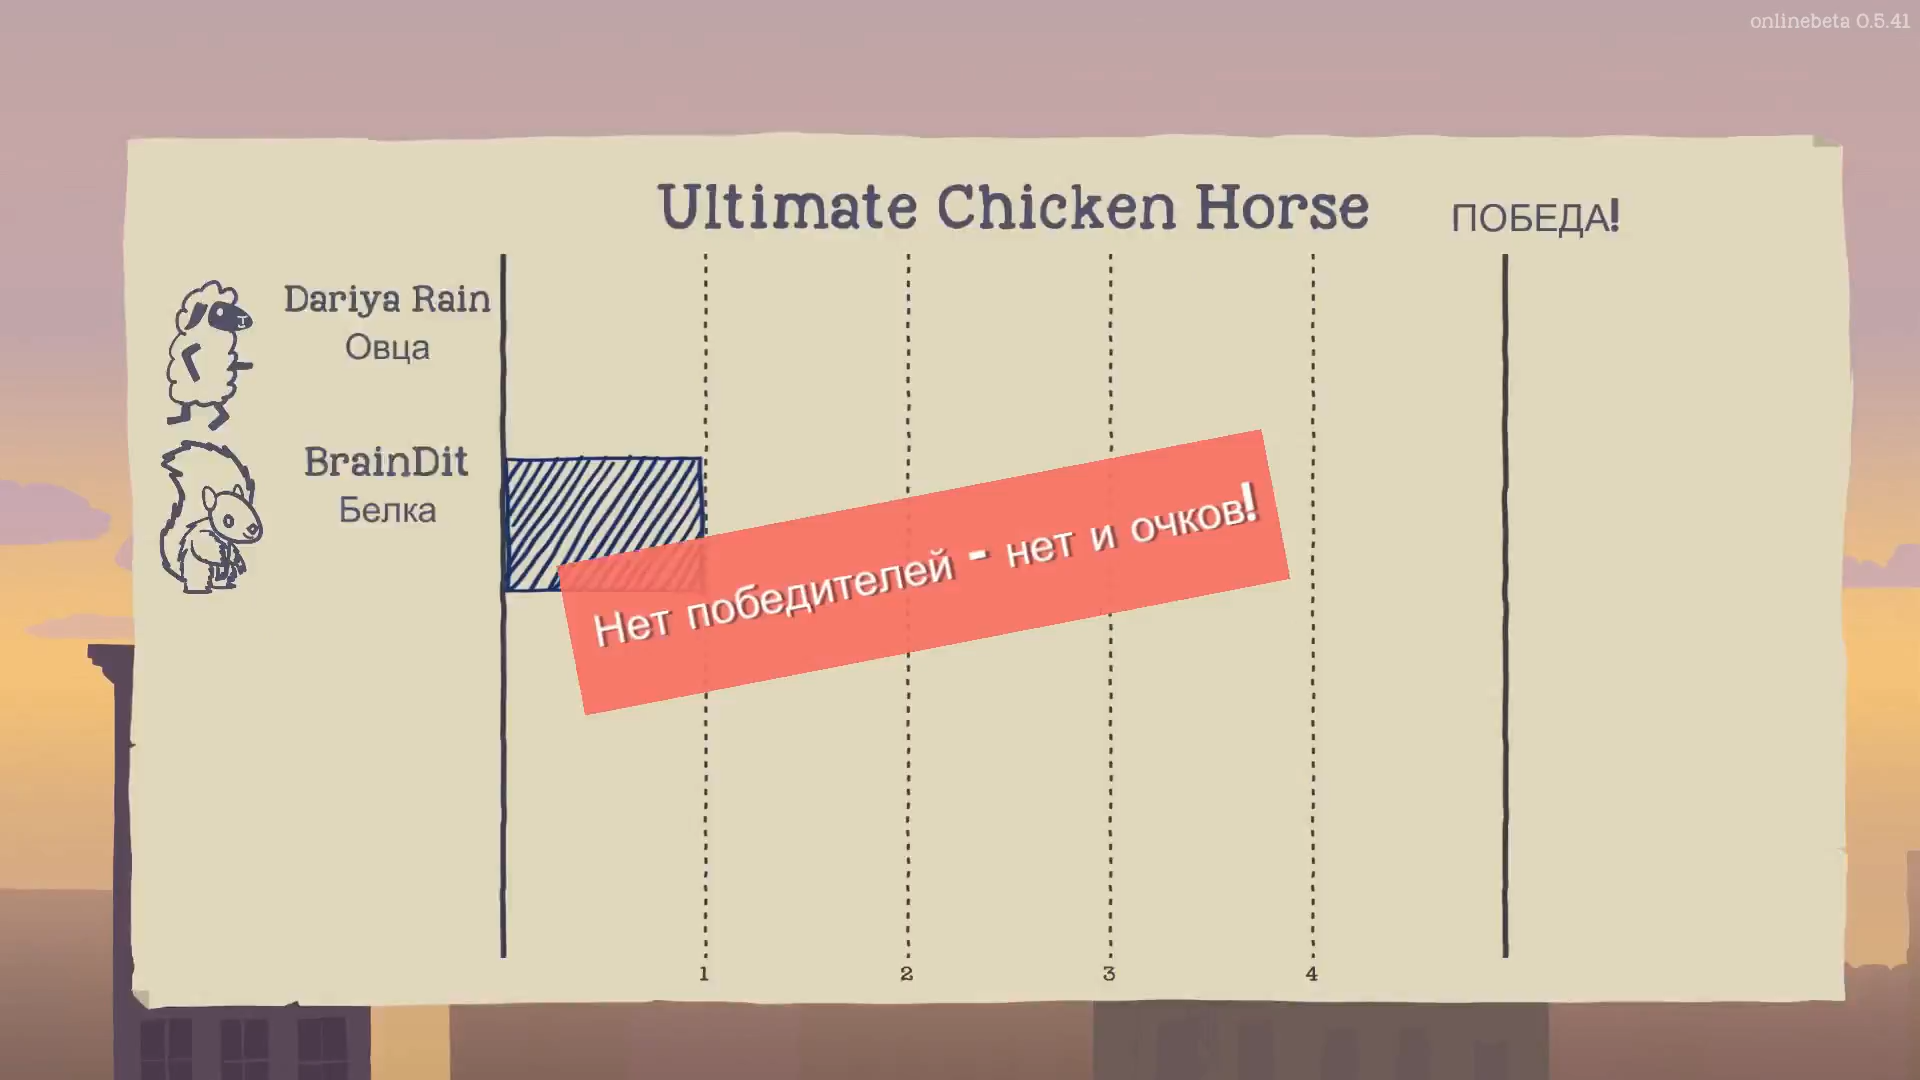 onlinebeta 0.5.41
Ultimate Chicken Horse
ПОБЕДА!
Dariya Rain
Овца
BrainDit
Белка
Нет победителей - нет и очков!
1
2
3
4